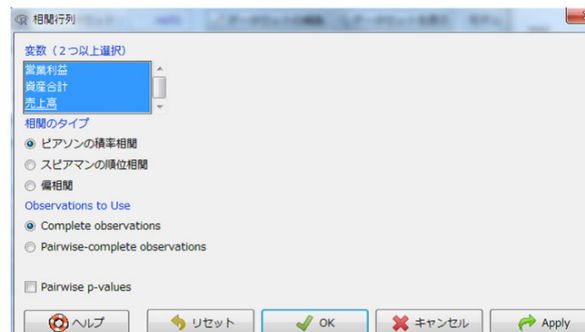 相関行列
変数（２つ以上選択）
営業利益
資産合計
売上高
相関のタイプ
ピアソンの積率相関
スピアマンの順位相関
偏相関
Observations to Use
Complete observations
Pairwise-complete observations
Pairwise p-values
ヘルプ
リセット
OK
キャンセル
Apply